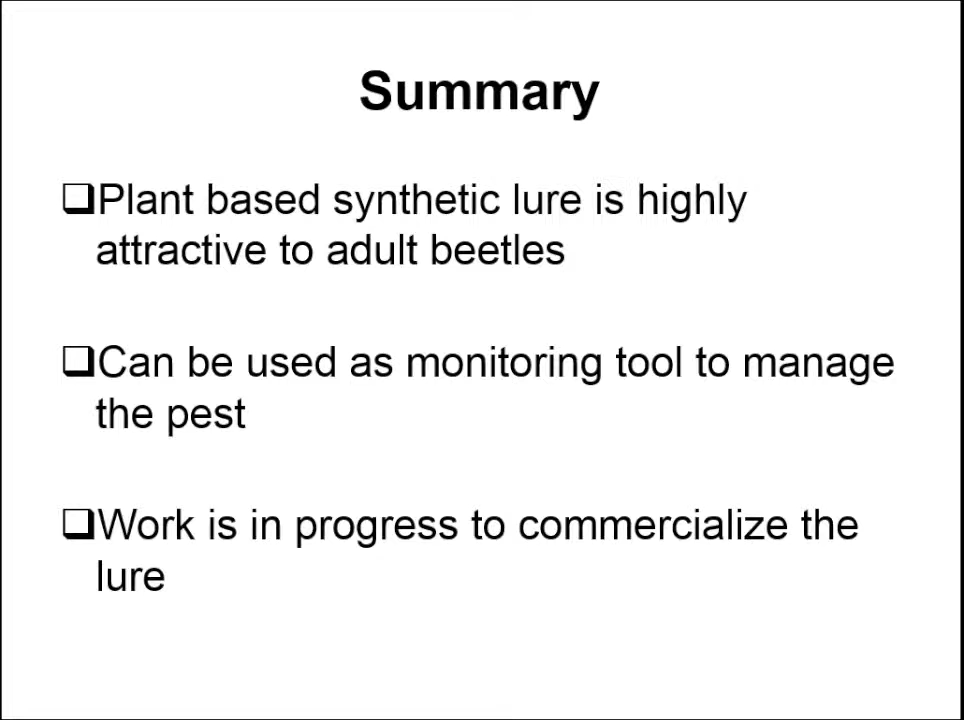 Summary
❑Plant based synthetic lure is highly
attractive to adult beetles
❑Can be used as monitoring tool to manage
the pest
❑Work is in progress to commercialize the
lure